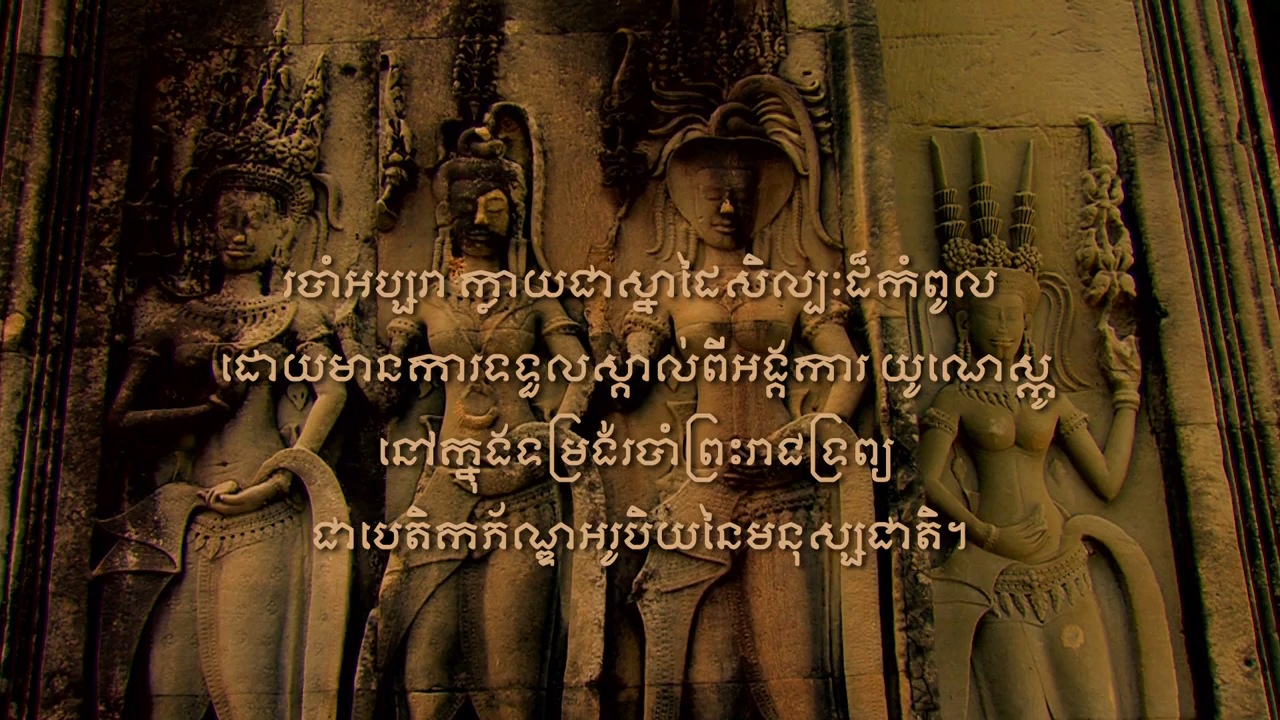 របាំអប្សរា ក្លាយជាស្នាដៃសិល្បៈដ៏កំពូល
ដោយមានការទទួលស្គាល់ពីអង្គការ យូណេស្កូ
នៅក្នុងទម្រង់របាំព្រះរាជទ្រព្យ
ជាបេតិកភ័ណ្ឌអរូបិយនៃមនុស្សជាតិ។